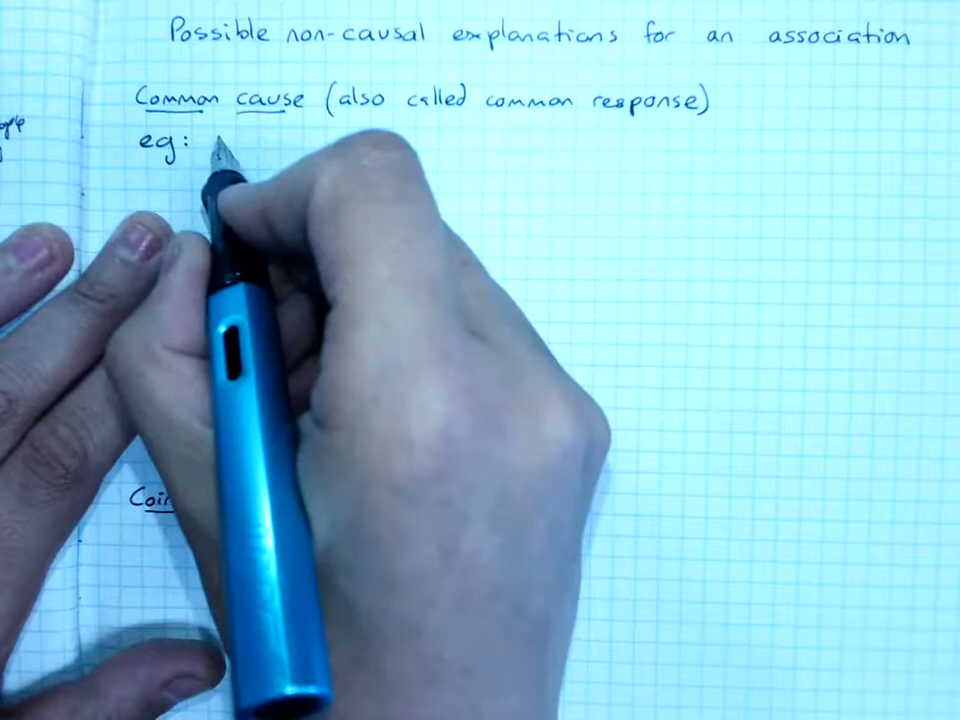 Possible non-causal explanations for an association
Common cause (also called common response)
eg: